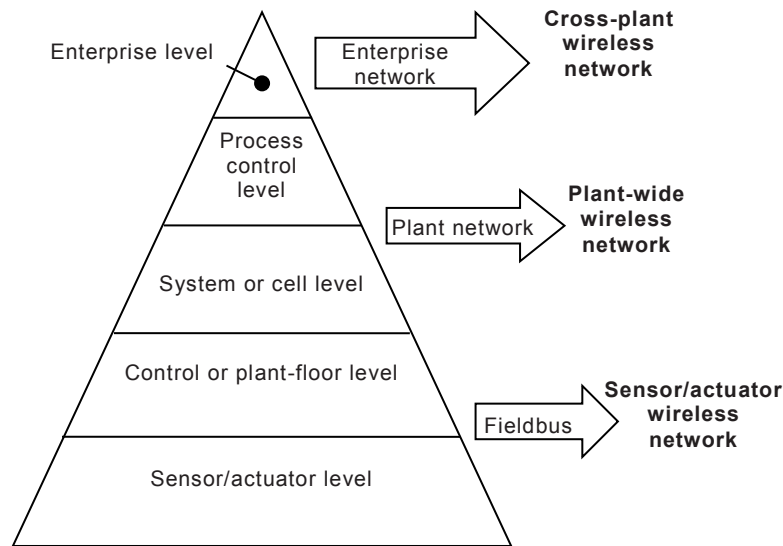 Enterprise level
Enterprise
network
Cross-plant
wireless
network
Process
control
level
Plant network
Plant-wide
wireless
network
System or cell level
Control or plant-floor level
Fieldbus
Sensor/actuator
wireless
network
Sensor/actuator level